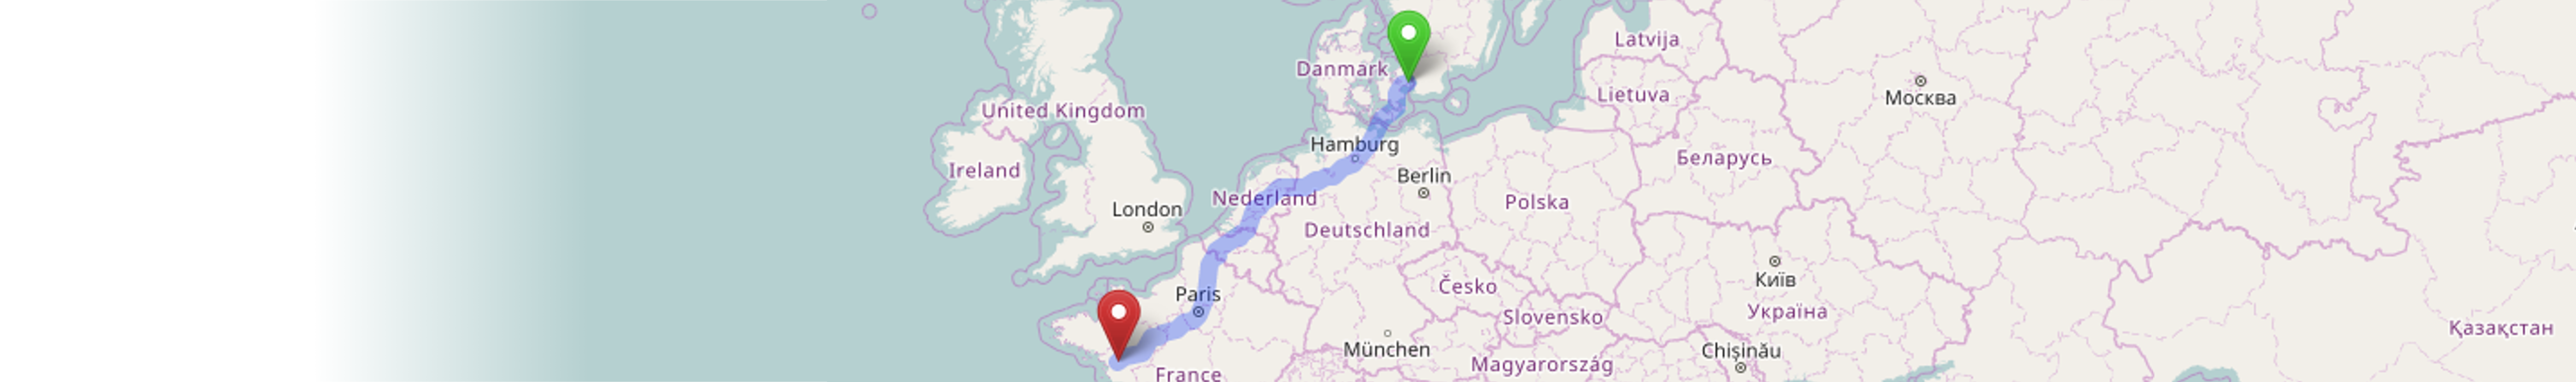 Latvija
Danmark
Lietuva
Москва
United Kingdom
Hamburg
Беларусь
Ireland
Berlin
Nederland
Polska
London
Deutschland
Київ
Česko
Paris
Україна
Slovensko
Қазақстан
München
Chișinău
Magyarország
France